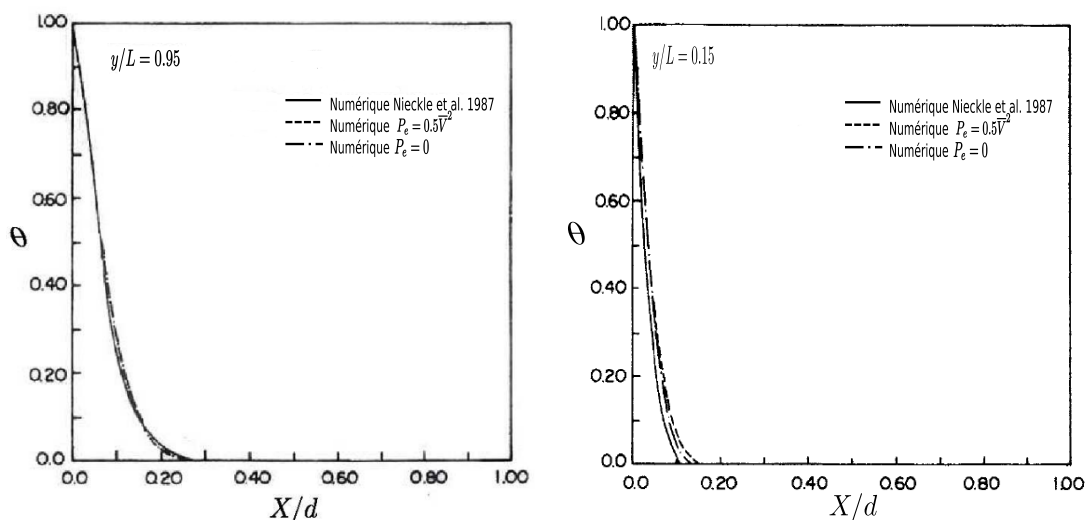 1.00
y/L = 0.95
Numérique Nieckle et al. 1987
Numérique P_e = 0.5V̅²
Numérique P_e = 0
0.80
0.60
θ
0.40
0.20
0.0
0.0 0.20 0.40 0.60 0.80 1.00
X/d
1.00
y/L = 0.15
Numérique Nieckle et al. 1987
Numérique P_e = 0.5V̅²
Numérique P_e = 0
0.80
0.60
θ
0.40
0.20
0.0
0.0 0.20 0.40 0.60 0.80 1.00
X/d